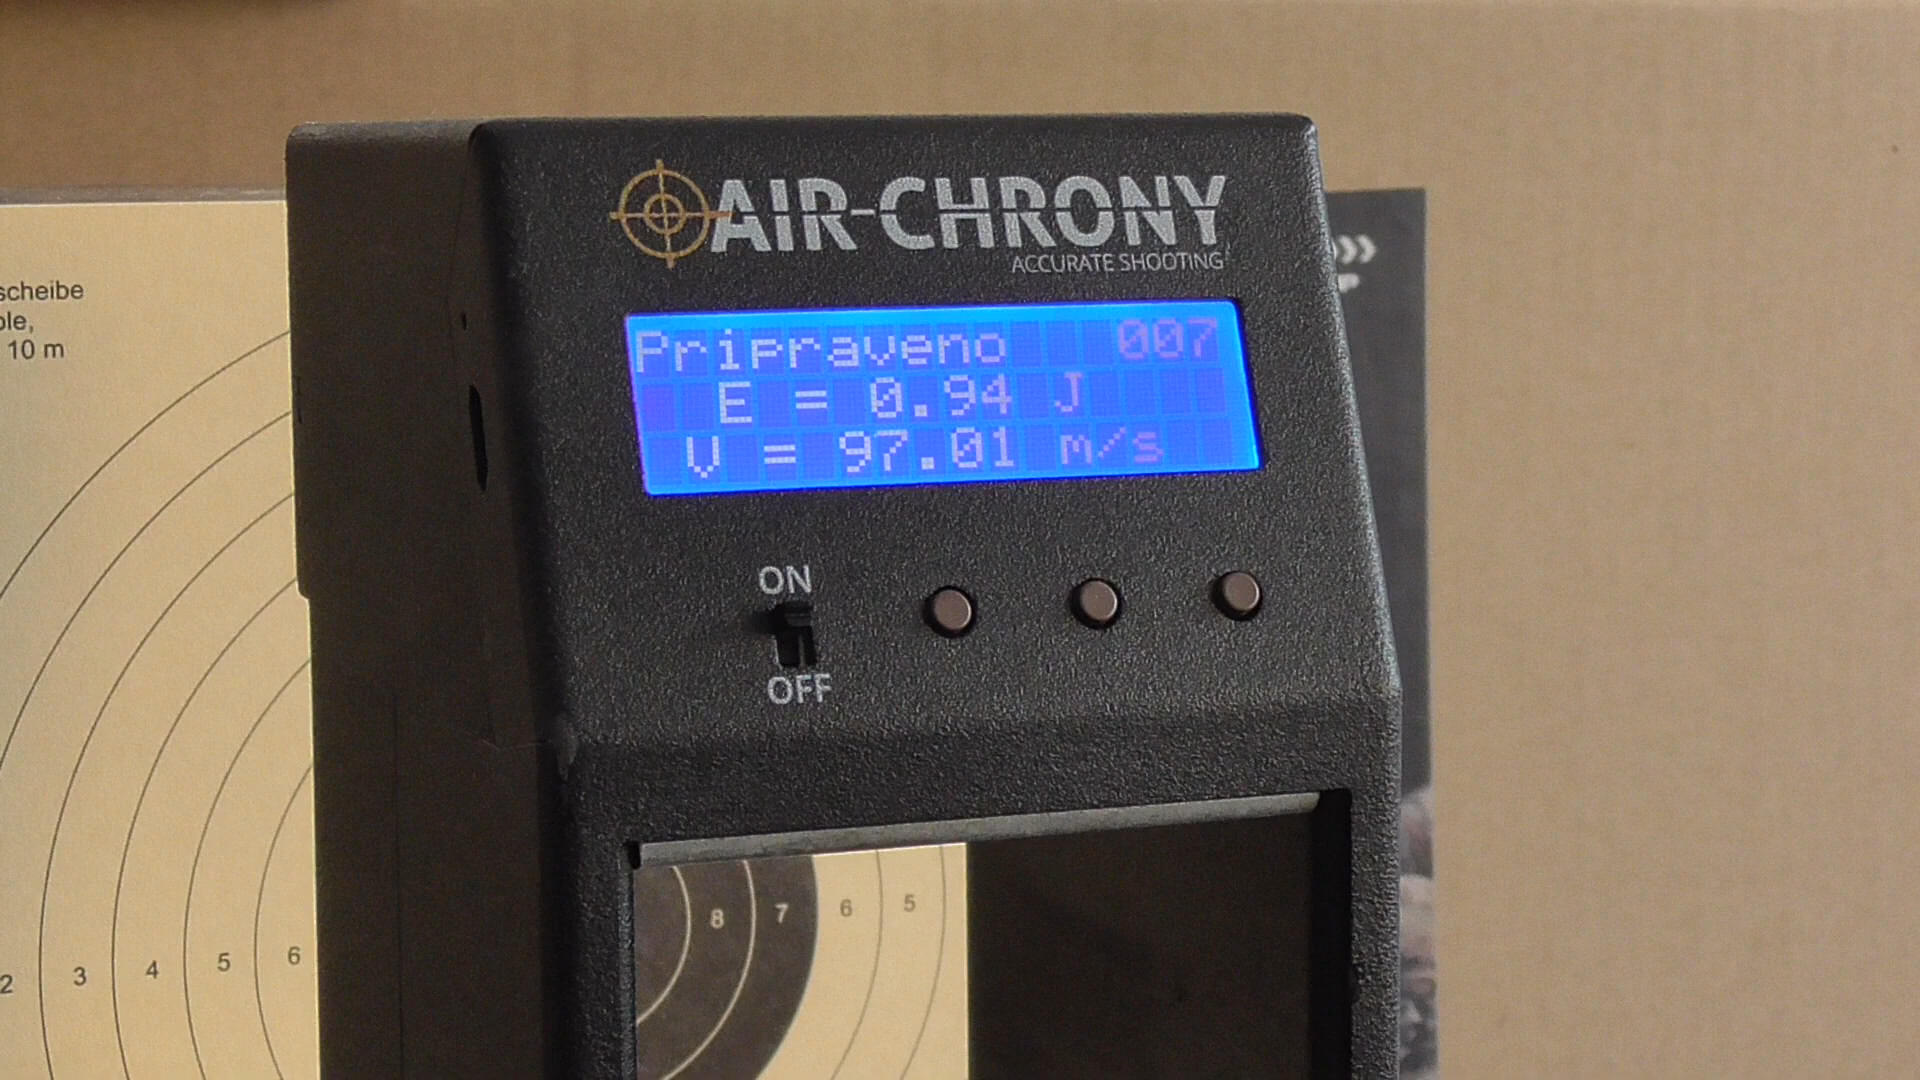 scheibe
10 m
AIR-CHRONY
ACCURATE SHOOTING
Pripraveno 007
E = 0.94 J
V = 97.01 m/s
ON
OFF
8 7 6 5
2 3 4 5 6